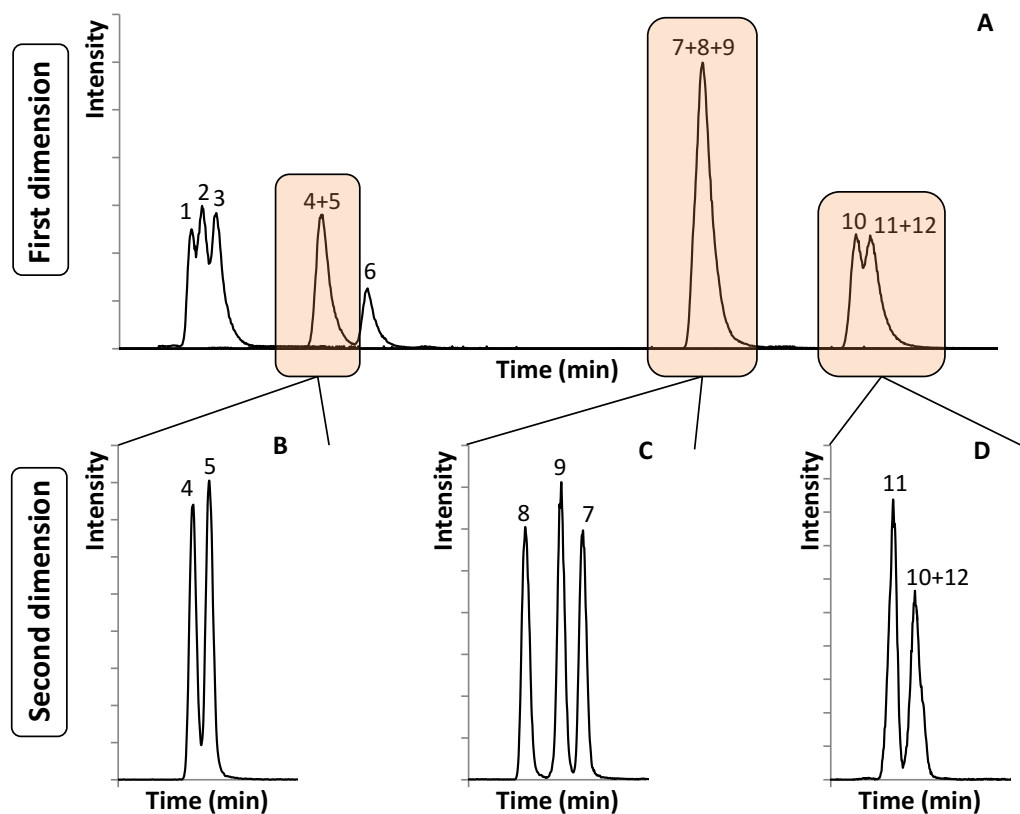 A
First dimension
Intensity
1
2
3
4+5
6
7+8+9
10
11+12
Time (min)
Second dimension
B
Intensity
4
5
Time (min)
C
Intensity
8
9
7
Time (min)
D
Intensity
11
10+12
Time (min)